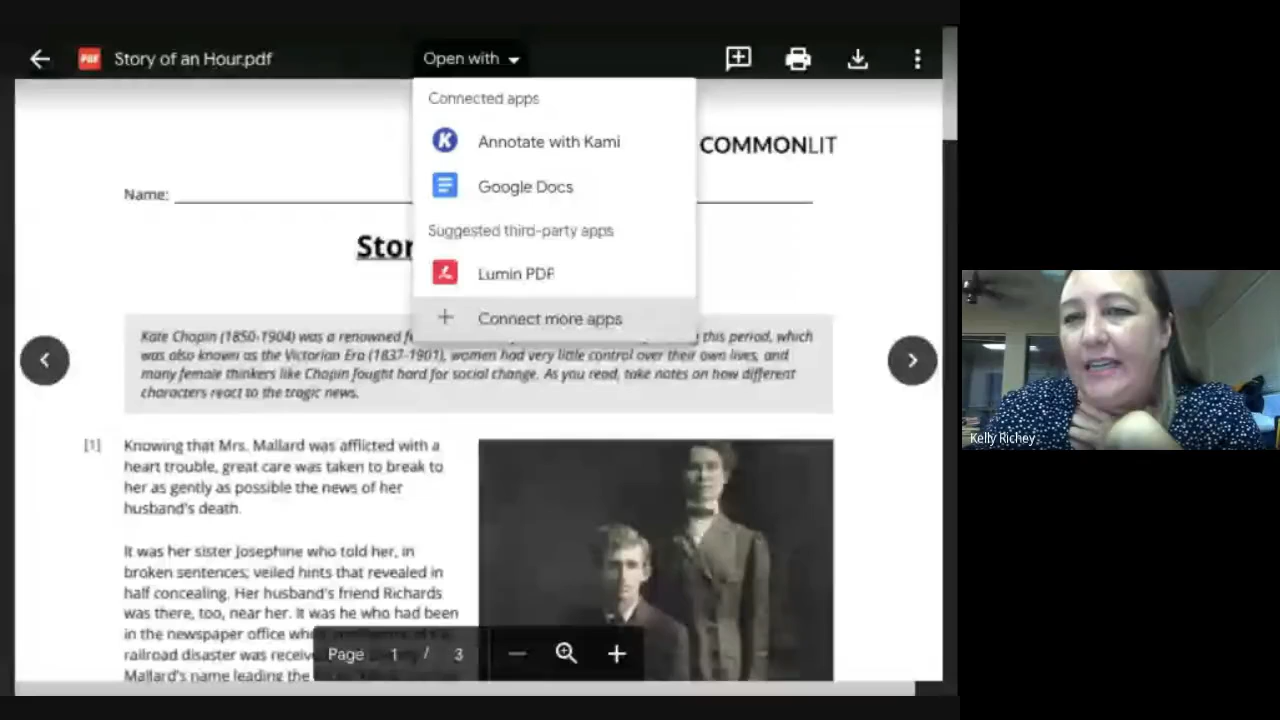 PDF Story of an Hour.pdf Open with
Connected apps
Annotate with Kami
Google Docs
Suggested third-party apps
Lumin PDF
Connect more apps
COMMONLIT
Name:
Stor
Kate Chopin (1850-1904) was a renowned this period, which
was also known as the Victorian Era (1837-1901), women had very little control over their own lives, and
many female thinkers like Chopin fought hard for social change. As you read, take notes on how different
characters react to the tragic news.
[1] Knowing that Mrs. Mallard was afflicted with a
heart trouble, great care was taken to break to
her as gently as possible the news of her
husband's death.
It was her sister Josephine who told her, in
broken sentences; veiled hints that revealed in
half concealing. Her husband's friend Richards
was there, too, near her. It was he who had been
in the newspaper office
railroad disaster was
Mallard's name leading the
Page 1 / 3
Kelly Richey